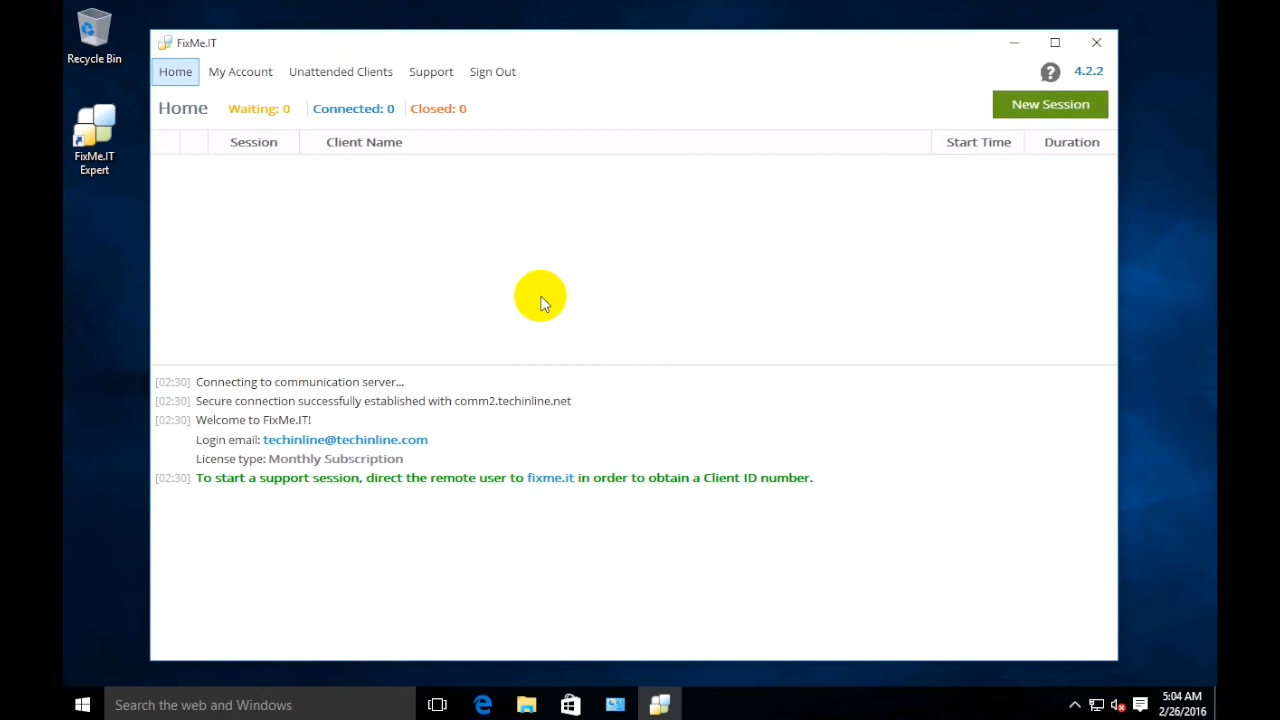 Recycle Bin
FixMe.IT
Expert
FixMe.IT
Home My Account Unattended Clients Support Sign Out
? 4.2.2
Home Waiting: 0 Connected: 0 Closed: 0
New Session
Session Client Name Start Time Duration
[02:30] Connecting to communication server...
[02:30] Secure connection successfully established with comm2.techinline.net
[02:30] Welcome to FixMe.IT!
Login email: techinline@techinline.com
License type: Monthly Subscription
[02:30] To start a support session, direct the remote user to fixme.it in order to obtain a Client ID number.
Search the web and Windows
5:04 AM
2/26/2016